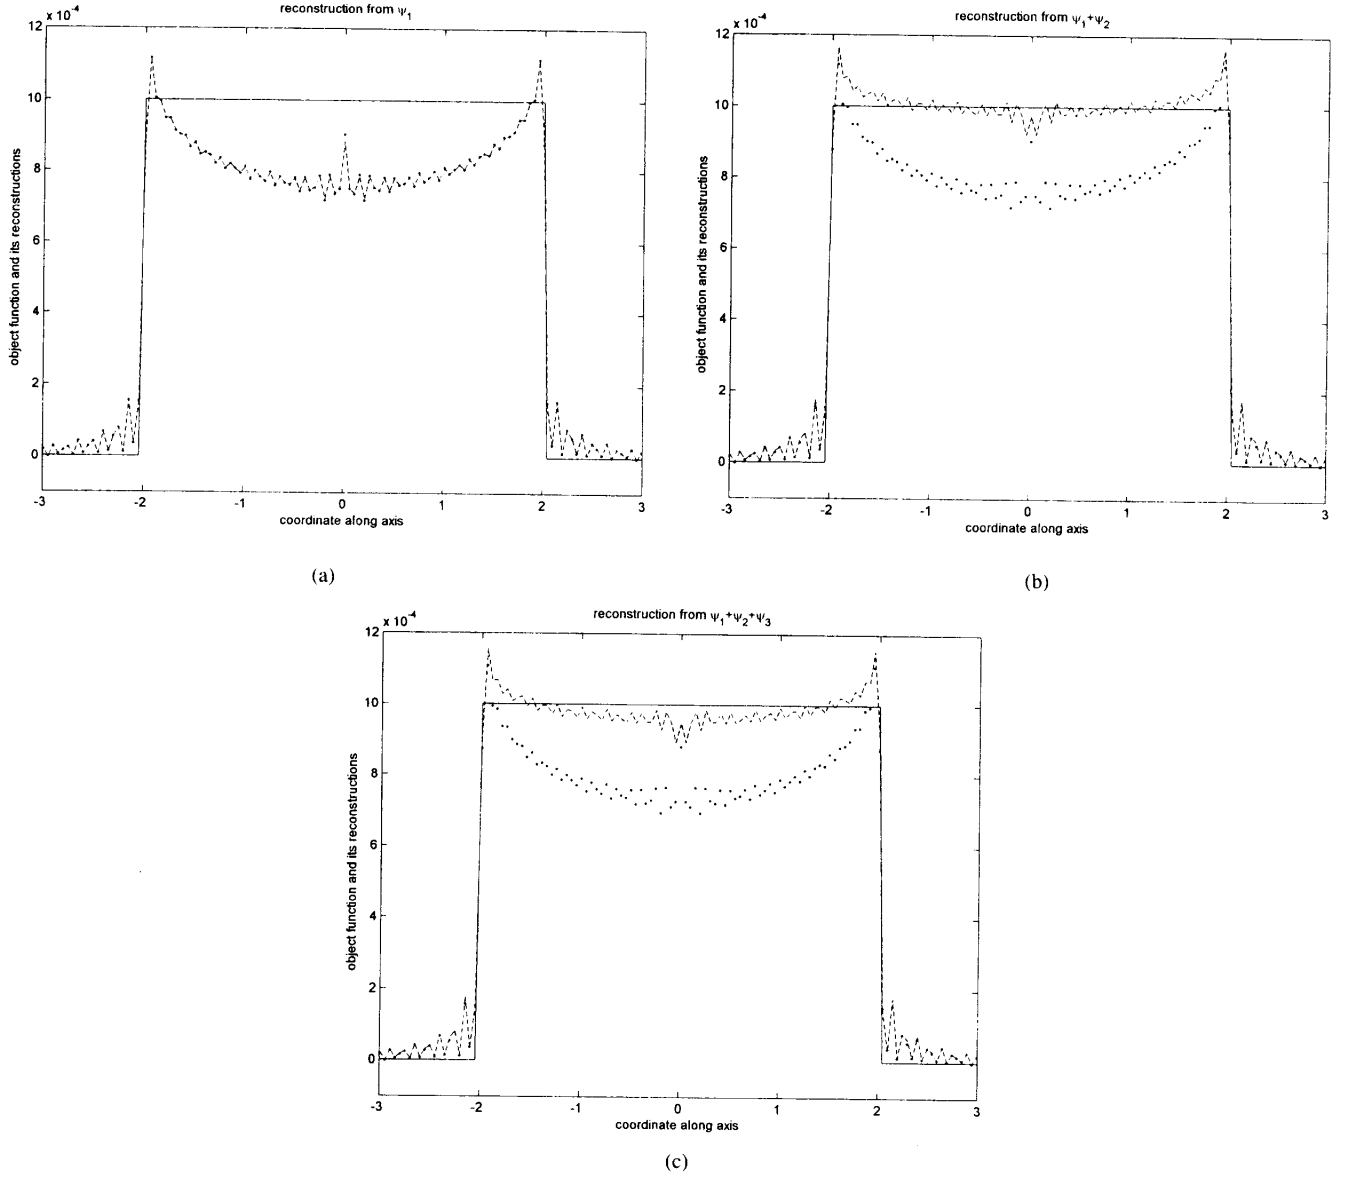 reconstruction from ψ₁
x 10⁻⁴
12
10
8
6
4
2
0
object function and its reconstructions
-3 -2 -1 0 1 2 3
coordinate along axis
(a)
reconstruction from ψ₁+ψ₂
x 10⁻⁴
12
10
8
6
4
2
0
object function and its reconstructions
-3 -2 -1 0 1 2 3
coordinate along axis
(b)
reconstruction from ψ₁+ψ₂+ψ₃
x 10⁻⁴
12
10
8
6
4
2
0
object function and its reconstructions
-3 -2 -1 0 1 2 3
coordinate along axis
(c)